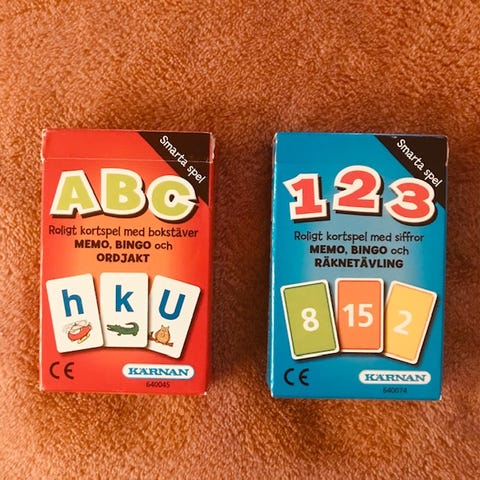 Smarta spel
ABC
Roligt kortspel med bokstäver
MEMO, BINGO och
ORDJAKT
h k U
CE
KÄRNAN
640045
Smarta spel
123
Roligt kortspel med siffror
MEMO, BINGO och
RÄKNETÄVLING
8 15 2
CE
KÄRNAN
640074